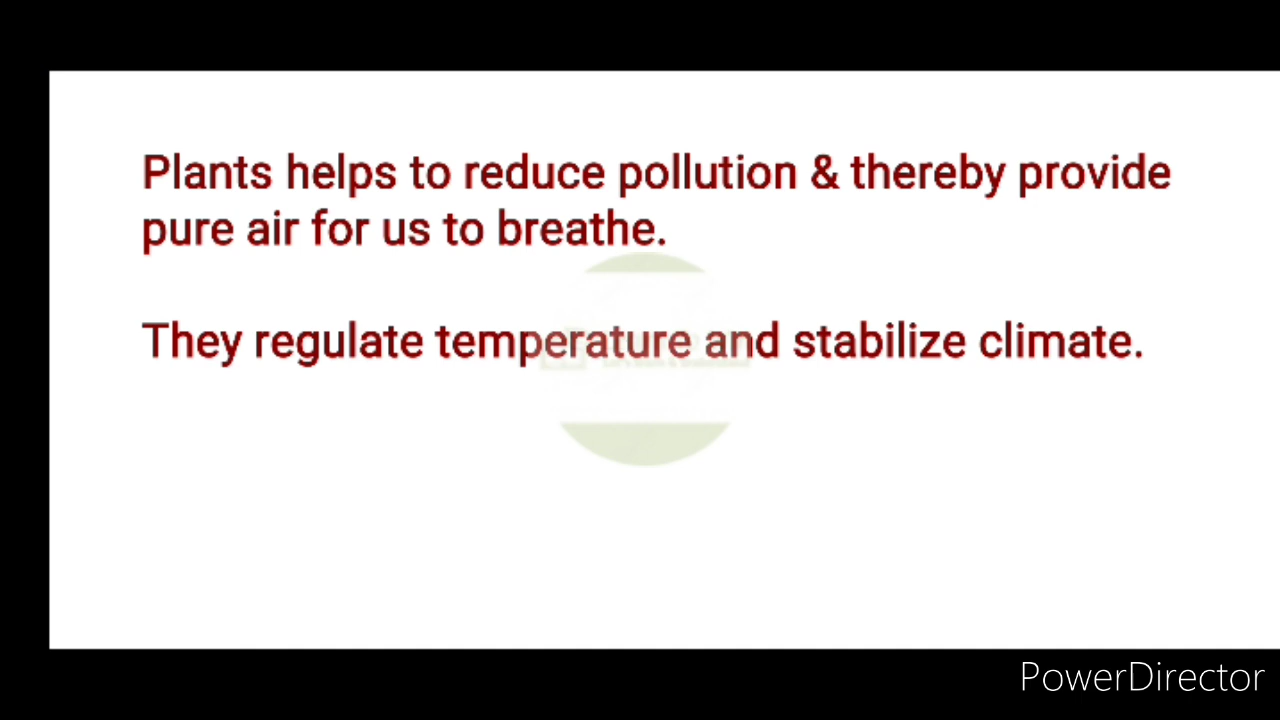 Plants helps to reduce pollution & thereby provide
pure air for us to breathe.
They regulate temperature and stabilize climate.
PowerDirector